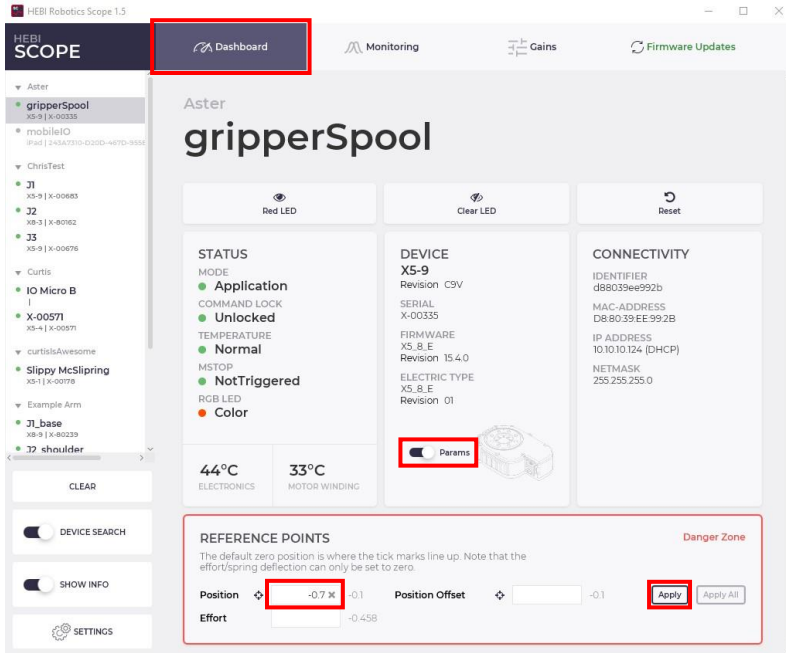 HEBI Robotics Scope 1.5
HEBI
SCOPE
Dashboard
Monitoring
Gains
Firmware Updates
Aster
gripperSpool
X5-9 | X-00335
mobileIO
iPad | 245A7310-D20D-467D-9556
ChrisTest
J1
X5-9 | X-00683
J2
X8-3 | X-80162
J3
X5-9 | X-00676
Curtis
IO Micro B
|
X-00571
X5-4 | X-00571
curtisIsAwesome
Slippy McSlipring
X5-1 | X-00178
Example Arm
J1_base
X8-9 | X-80239
J2 shoulder
CLEAR
DEVICE SEARCH
SHOW INFO
SETTINGS
Aster
gripperSpool
Red LED
Clear LED
Reset
STATUS
MODE
Application
COMMAND LOCK
Unlocked
TEMPERATURE
Normal
MSTOP
NotTriggered
RGB LED
Color
44°C
ELECTRONICS
33°C
MOTOR WINDING
DEVICE
X5-9
Revision C9V
SERIAL
X-00335
FIRMWARE
X5_8_E
Revision 15.4.0
ELECTRIC TYPE
X5_8_E
Revision 01
Params
CONNECTIVITY
IDENTIFIER
d88039ee992b
MAC-ADDRESS
D8:80:39:EE:99:2B
IP ADDRESS
10.10.10.124 (DHCP)
NETMASK
255.255.255.0
REFERENCE POINTS
Danger Zone
The default zero position is where the tick marks line up. Note that the
effort/spring deflection can only be set to zero.
Position -0.7 -0.1 Position Offset -0.1 Apply Apply All
Effort -0.458